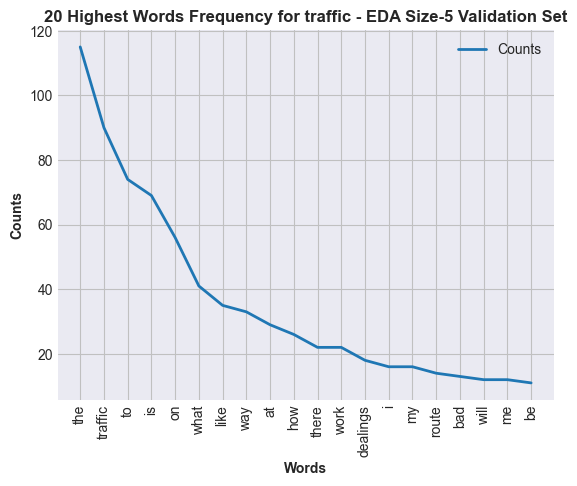 20 Highest Words Frequency for traffic - EDA Size-5 Validation Set
Counts
120
100
80
60
40
20
Counts
the
traffic
to
is
on
what
like
way
at
how
there
work
dealings
i
my
route
bad
will
me
be
Words